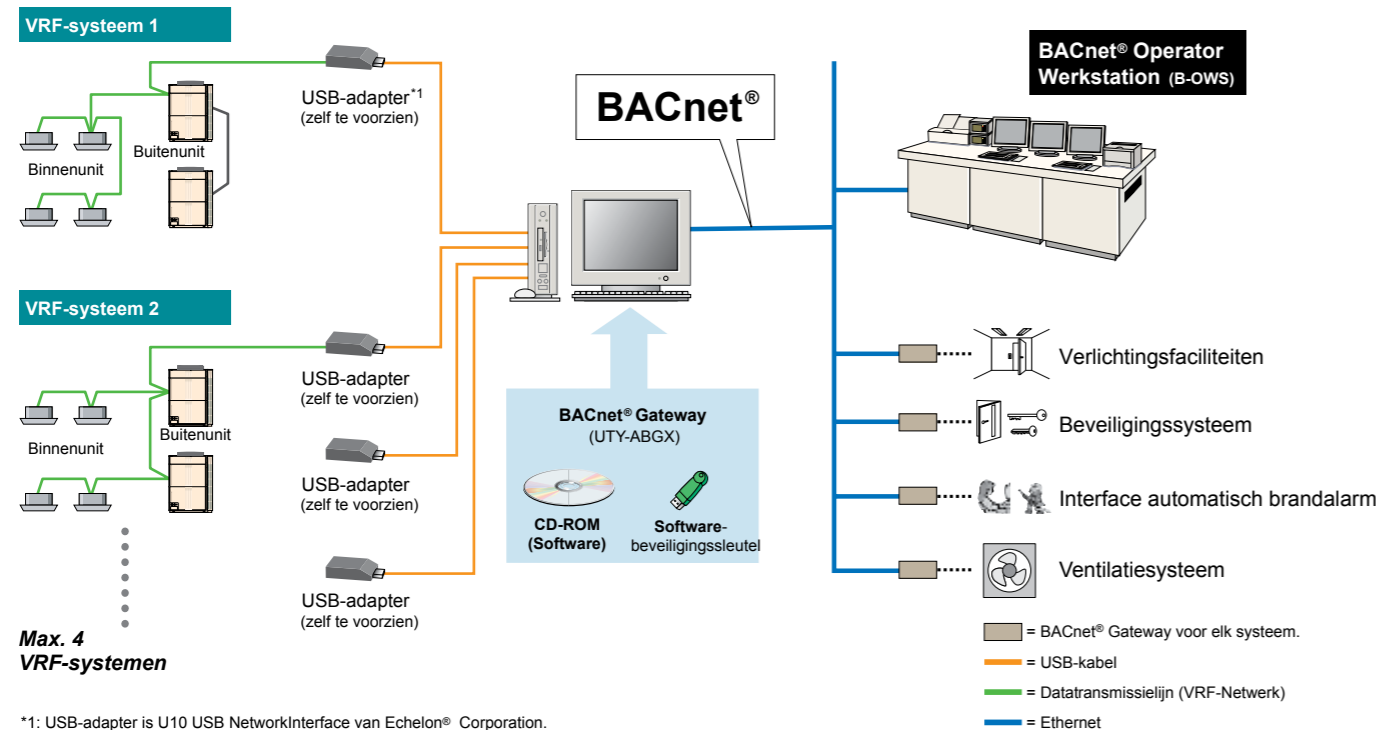 VRF-systeem 1
USB-adapter*1
(zelf te voorzien)
Buitenunit
Binnenunit
BACnet®
BACnet® Operator
Werkstation (B-OWS)
VRF-systeem 2
USB-adapter
(zelf te voorzien)
Buitenunit
Binnenunit
USB-adapter
(zelf te voorzien)
USB-adapter
(zelf te voorzien)
Max. 4
VRF-systemen
BACnet® Gateway
(UTY-ABGX)
CD-ROM
(Software)
Software-
beveiligingssleutel
Verlichtingsfaciliteiten
Beveiligingssysteem
Interface automatisch brandalarm
Ventilatiesysteem
= BACnet® Gateway voor elk systeem.
= USB-kabel
= Datatransmissielijn (VRF-Netwerk)
= Ethernet
*1: USB-adapter is U10 USB NetworkInterface van Echelon® Corporation.